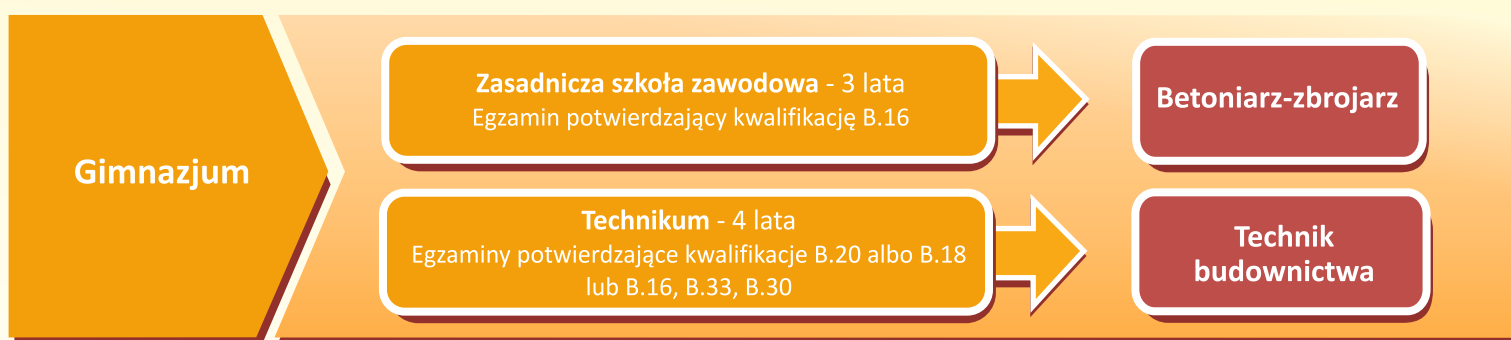 Gimnazjum
Zasadnicza szkoła zawodowa - 3 lata
Egzamin potwierdzający kwalifikację B.16
Betoniarz-zbrojarz
Technikum - 4 lata
Egzaminy potwierdzające kwalifikacje B.20 albo B.18
lub B.16, B.33, B.30
Technik
budownictwa